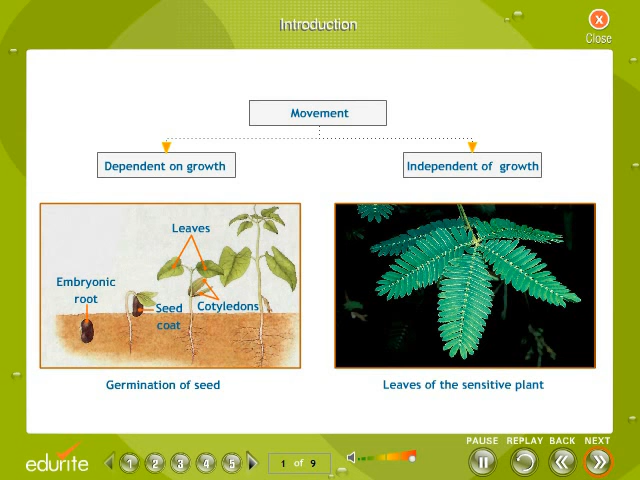 Introduction
X
Close
Movement
Dependent on growth
Independent of growth
Leaves
Embryonic
root
Seed
coat
Cotyledons
Germination of seed
Leaves of the sensitive plant
PAUSE REPLAY BACK NEXT
edurite
1 2 3 4 5
1 of 9